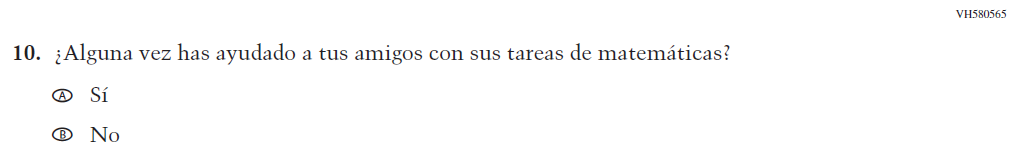 VH580565
10. ¿Alguna vez has ayudado a tus amigos con sus tareas de matemáticas?
A Sí
B No